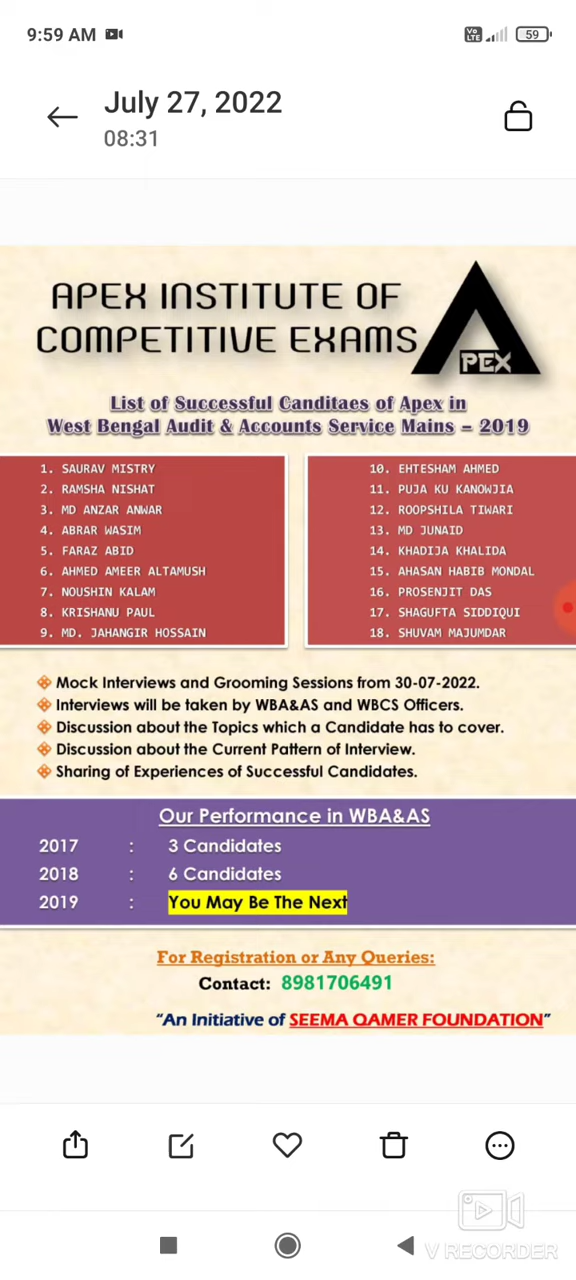 9:59 AM
Vo LTE
59
July 27, 2022
08:31
APEX INSTITUTE OF
COMPETITIVE EXAMS
PEX
List of Successful Canditaes of Apex in
West Bengal Audit & Accounts Service Mains – 2019
1. SAURAV MISTRY
2. RAMSHA NISHAT
3. MD ANZAR ANWAR
4. ABRAR WASIM
5. FARAZ ABID
6. AHMED AMEER ALTAMUSH
7. NOUSHIN KALAM
8. KRISHANU PAUL
9. MD. JAHANGIR HOSSAIN
10. EHTESHAM AHMED
11. PUJA KU KANOWJIA
12. ROOPSHILA TIWARI
13. MD JUNAID
14. KHADIJA KHALIDA
15. AHASAN HABIB MONDAL
16. PROSENJIT DAS
17. SHAGUFTA SIDDIQUI
18. SHUVAM MAJUMDAR
Mock Interviews and Grooming Sessions from 30-07-2022.
Interviews will be taken by WBA&AS and WBCS Officers.
Discussion about the Topics which a Candidate has to cover.
Discussion about the Current Pattern of Interview.
Sharing of Experiences of Successful Candidates.
Our Performance in WBA&AS
2017 : 3 Candidates
2018 : 6 Candidates
2019 : You May Be The Next
For Registration or Any Queries:
Contact: 8981706491
“An Initiative of SEEMA QAMER FOUNDATION”
V RECORDER